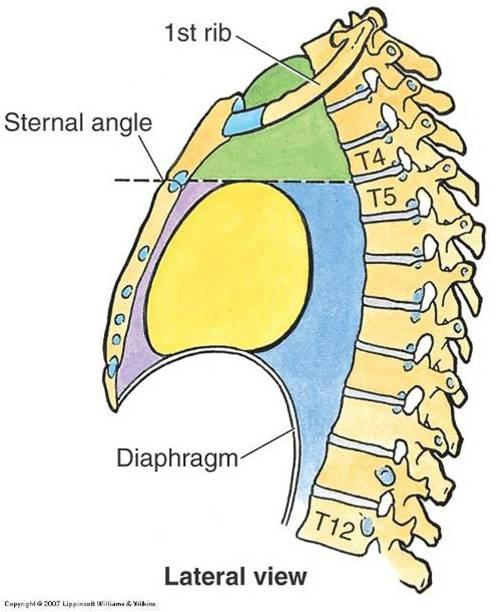 1st rib
Sternal angle
T4
T5
Diaphragm
T12
Lateral view
Copyright © 2007 Lippincott Williams & Wilkins